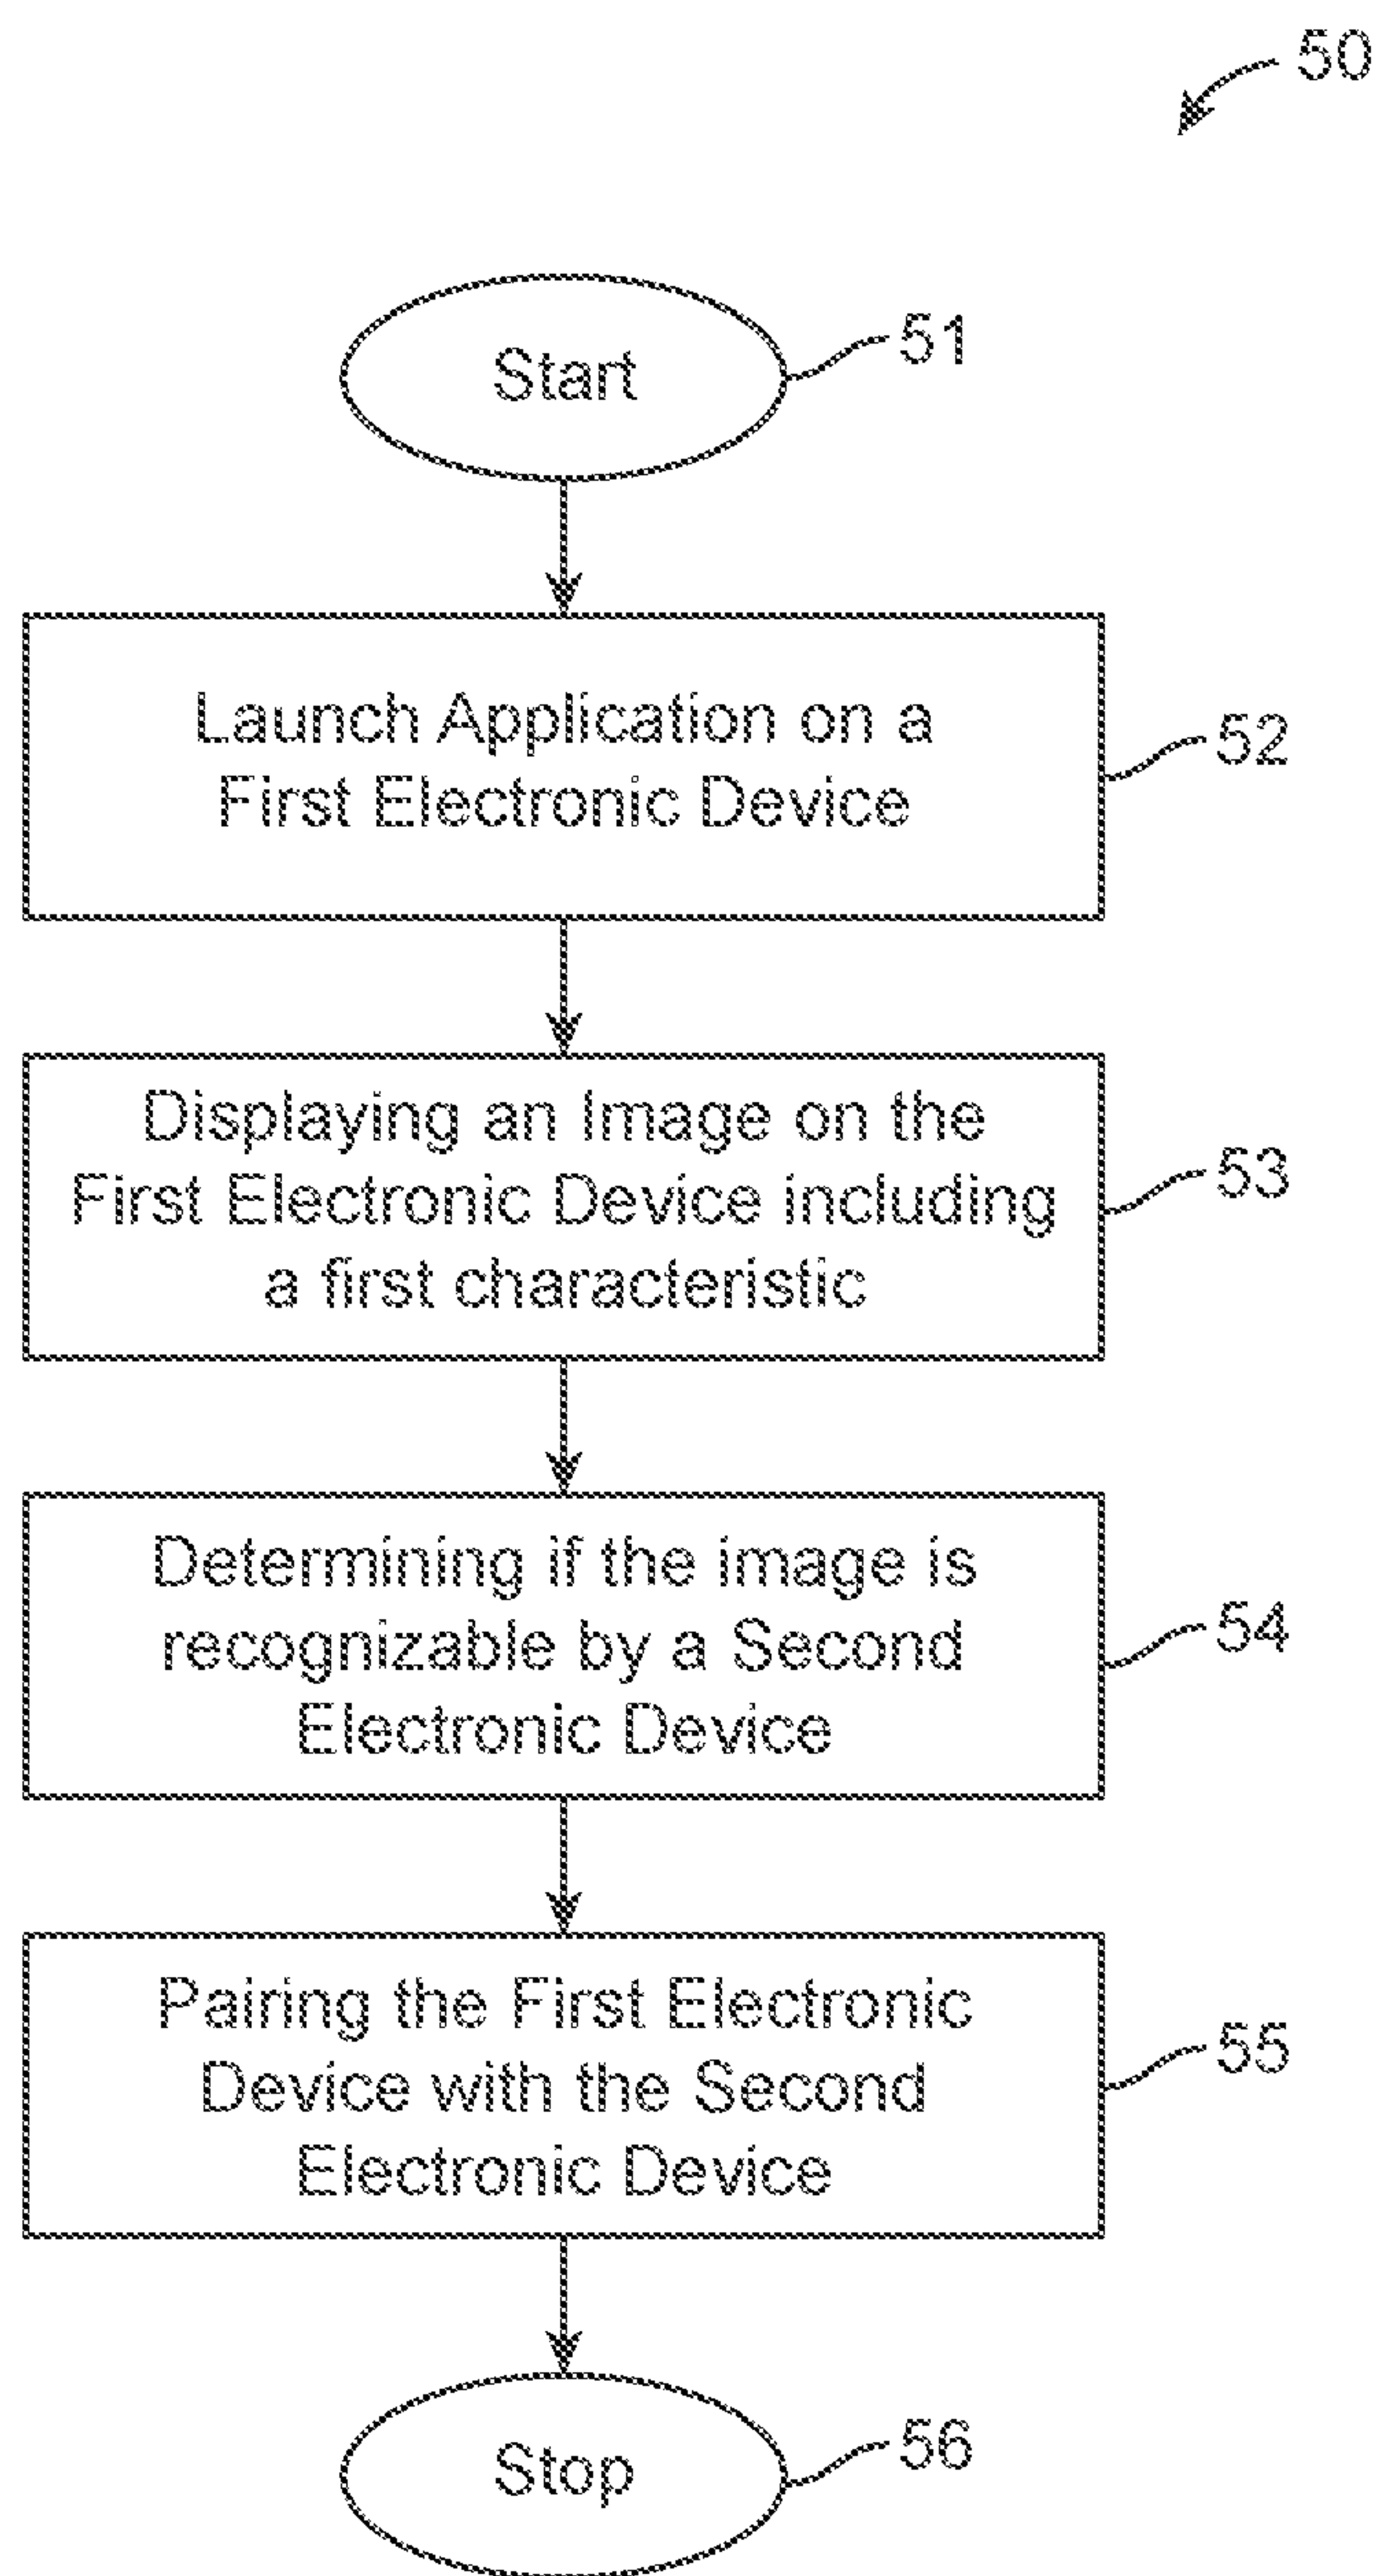 50
Start
51
Launch Application on a
First Electronic Device
52
Displaying an Image on the
First Electronic Device including
a first characteristic
53
Determining if the image is
recognizable by a Second
Electronic Device
54
Pairing the First Electronic
Device with the Second
Electronic Device
55
Stop
56